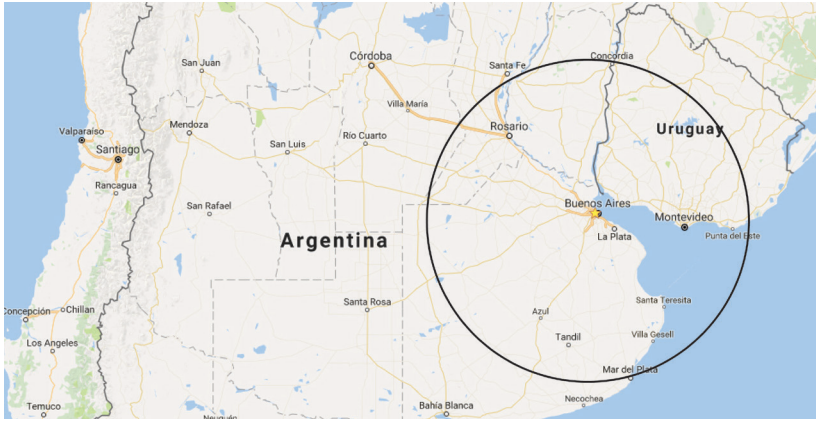 Concordia
Córdoba
San Juan
Santa Fe
Villa María
Mendoza
Rosario
Uruguay
Valparaíso
Río Cuarto
San Luis
Santiago
Rancagua
San Rafael
Buenos Aires
Montevideo
La Plata
Punta del Este
Argentina
Santa Rosa
Santa Teresita
Concepción
Chillan
Azul
Villa Gesell
Tandil
Los Angeles
Mar del Plata
Necochea
Bahía Blanca
Temuco
Neuquén